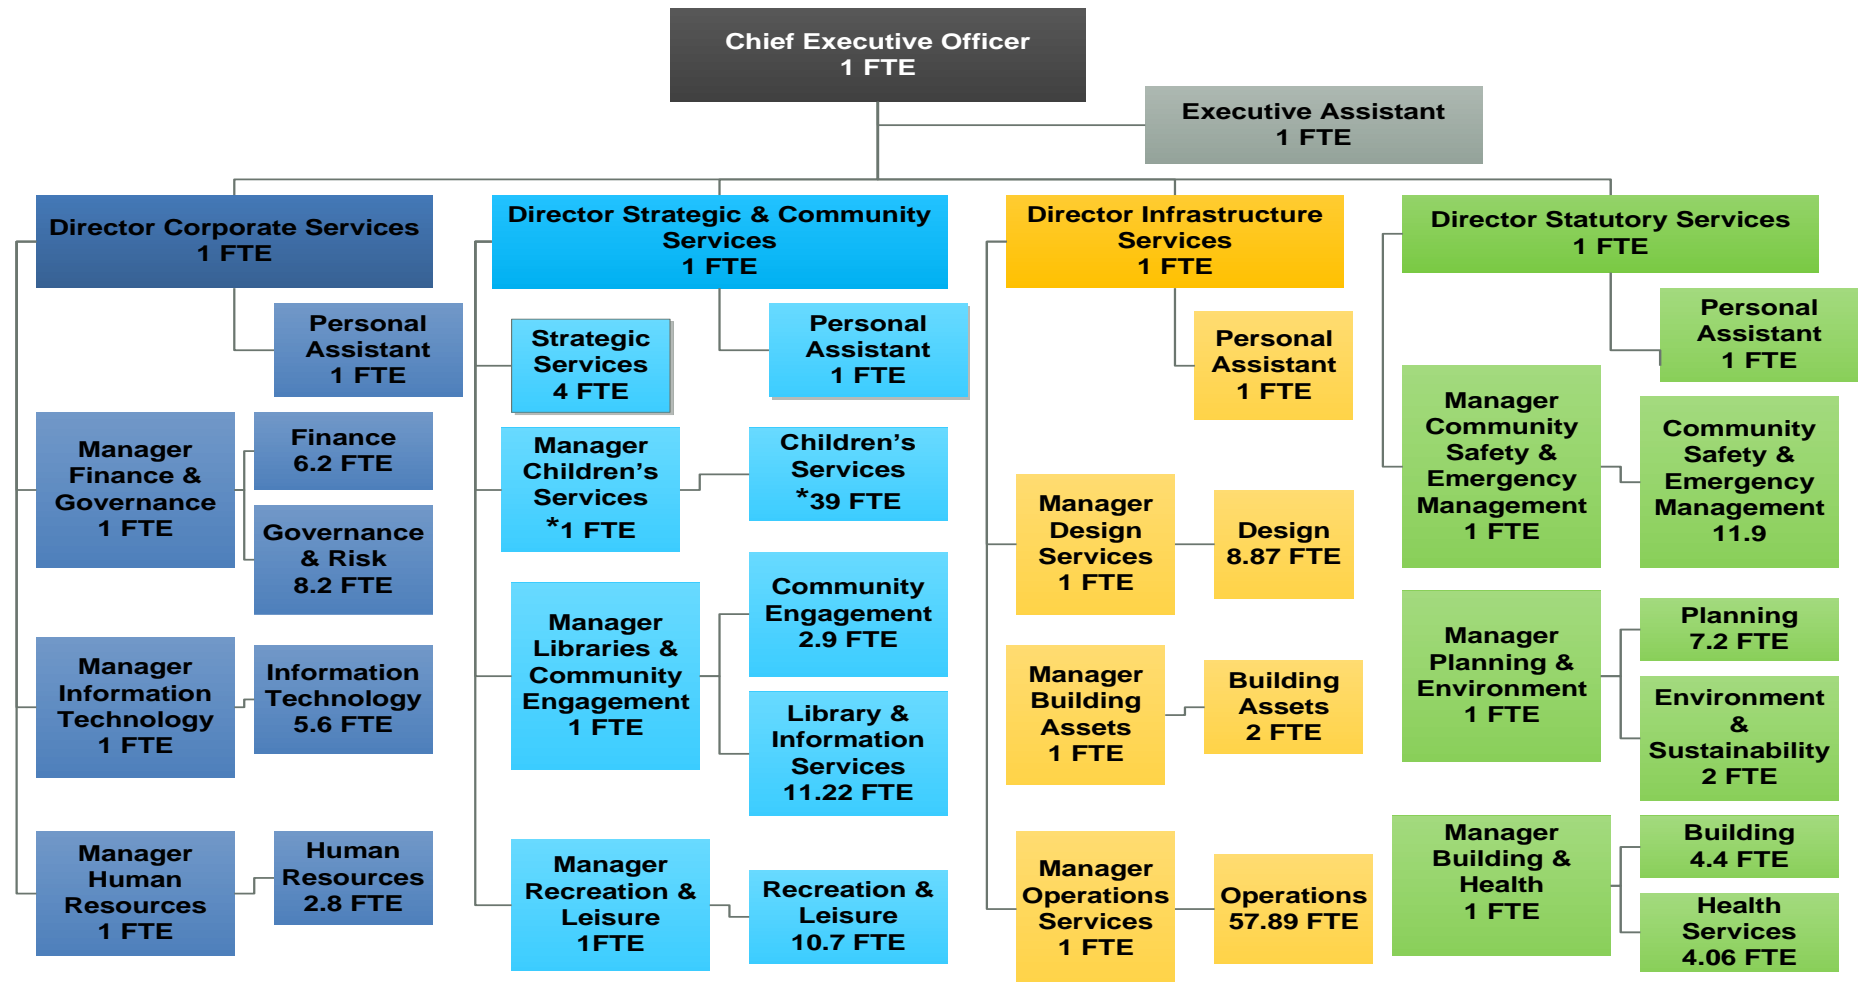 Chief Executive Officer
1 FTE
Executive Assistant
1 FTE
Director Corporate Services
1 FTE
Personal
Assistant
1 FTE
Manager
Finance &
Governance
1 FTE
Finance
6.2 FTE
Governance
& Risk
8.2 FTE
Manager
Information
Technology
1 FTE
Information
Technology
5.6 FTE
Manager
Human
Resources
1 FTE
Human
Resources
2.8 FTE
Director Strategic & Community
Services
1 FTE
Strategic
Services
4 FTE
Personal
Assistant
1 FTE
Manager
Children's
Services
*1 FTE
Children's
Services
*39 FTE
Manager
Libraries &
Community
Engagement
1 FTE
Community
Engagement
2.9 FTE
Library &
Information
Services
11.22 FTE
Manager
Recreation &
Leisure
1FTE
Recreation &
Leisure
10.7 FTE
Director Infrastructure
Services
1 FTE
Personal
Assistant
1 FTE
Manager
Design
Services
1 FTE
Design
8.87 FTE
Manager
Building
Assets
1 FTE
Building
Assets
2 FTE
Manager
Operations
Services
1 FTE
Operations
57.89 FTE
Director Statutory Services
1 FTE
Personal
Assistant
1 FTE
Manager
Community
Safety &
Emergency
Management
1 FTE
Community
Safety &
Emergency
Management
11.9
Manager
Planning &
Environment
1 FTE
Planning
7.2 FTE
Environment
&
Sustainability
2 FTE
Manager
Building &
Health
1 FTE
Building
4.4 FTE
Health
Services
4.06 FTE